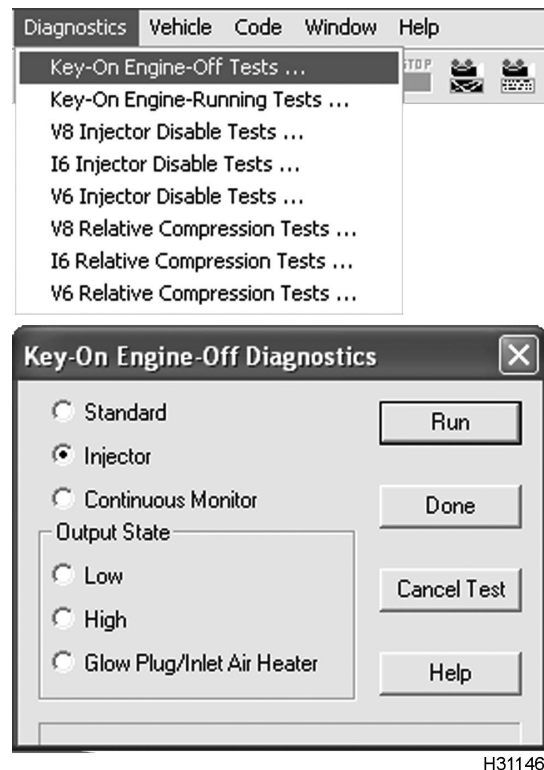 Diagnostics Vehicle Code Window Help
Key-On Engine-Off Tests ...
STOP
Key-On Engine-Running Tests ...
V8 Injector Disable Tests ...
I6 Injector Disable Tests ...
V6 Injector Disable Tests ...
V8 Relative Compression Tests ...
I6 Relative Compression Tests ...
V6 Relative Compression Tests ...
Key-On Engine-Off Diagnostics
Standard
Run
Injector
Continuous Monitor
Done
Output State
Low
Cancel Test
High
Glow Plug/Inlet Air Heater
Help
H31146